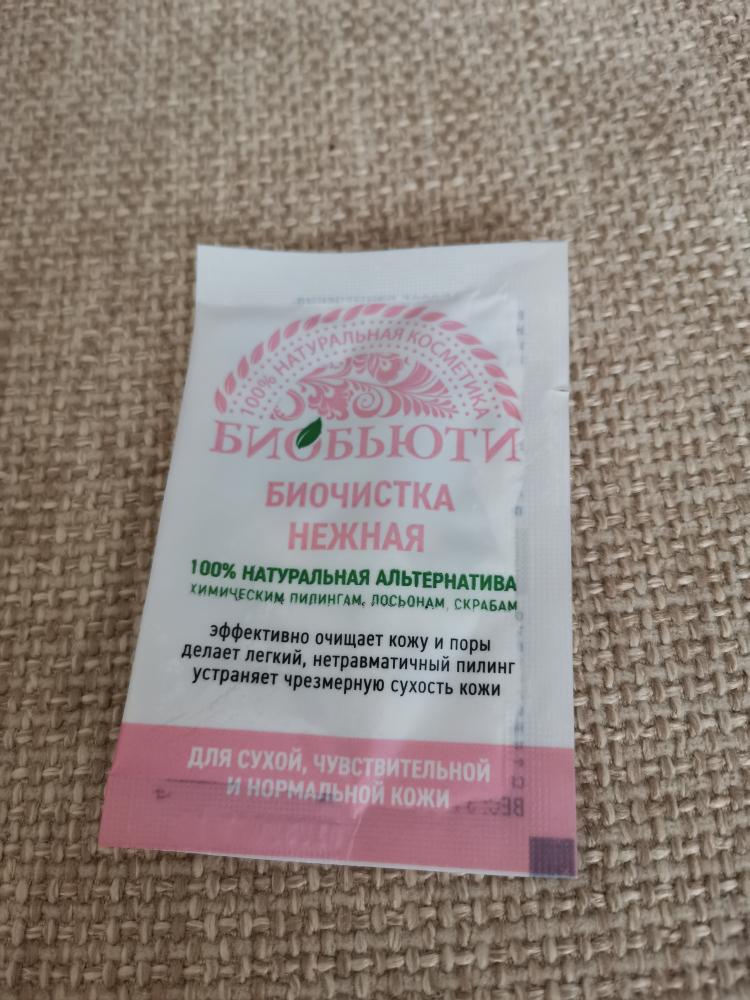 100% НАТУРАЛЬНАЯ КОСМЕТИКА
БИОБЬЮТИ
БИОЧИСТКА
НЕЖНАЯ
100% НАТУРАЛЬНАЯ АЛЬТЕРНАТИВА
ХИМИЧЕСКИМ ПИЛИНГАМ, ЛОСЬОНАМ, СКРАБАМ
эффективно очищает кожу и поры
делает легкий, нетравматичный пилинг
устраняет чрезмерную сухость кожи
ДЛЯ СУХОЙ, ЧУВСТВИТЕЛЬНОЙ
И НОРМАЛЬНОЙ КОЖИ